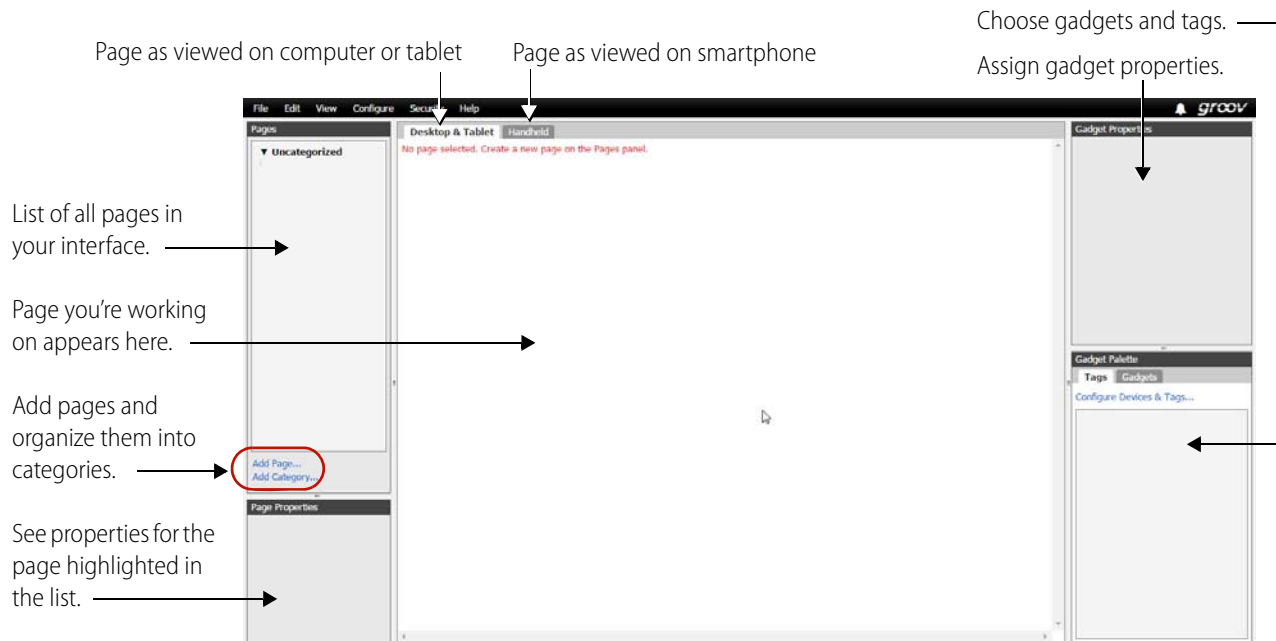 Choose gadgets and tags.
Page as viewed on computer or tablet
Page as viewed on smartphone
Assign gadget properties.
File Edit View Configure Security Help
groov
Pages
Desktop & Tablet Handheld
Gadget Properties
No page selected. Create a new page on the Pages panel.
▼ Uncategorized
List of all pages in
your interface.
Page you're working
on appears here.
Gadget Palette
Tags Gadgets
Configure Devices & Tags...
Add pages and
organize them into
categories.
Add Page...
Add Category...
Page Properties
See properties for the
page highlighted in
the list.